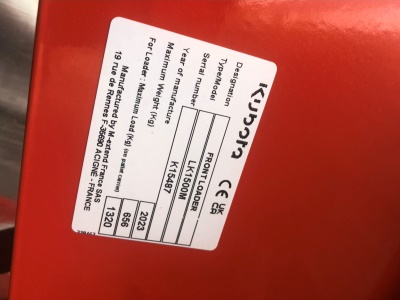 Kubota CE UK CA
Designation FRONT LOADER
Type/Model LK1500M
Serial number K15487
Year of manufacture 2023
Maximum Weight (Kg) 656
For Loader : Maximum Load (Kg) 1320
Manufactured by M-extend France SAS
19 rue de Rennes F-35690 ACIGNE - FRANCE